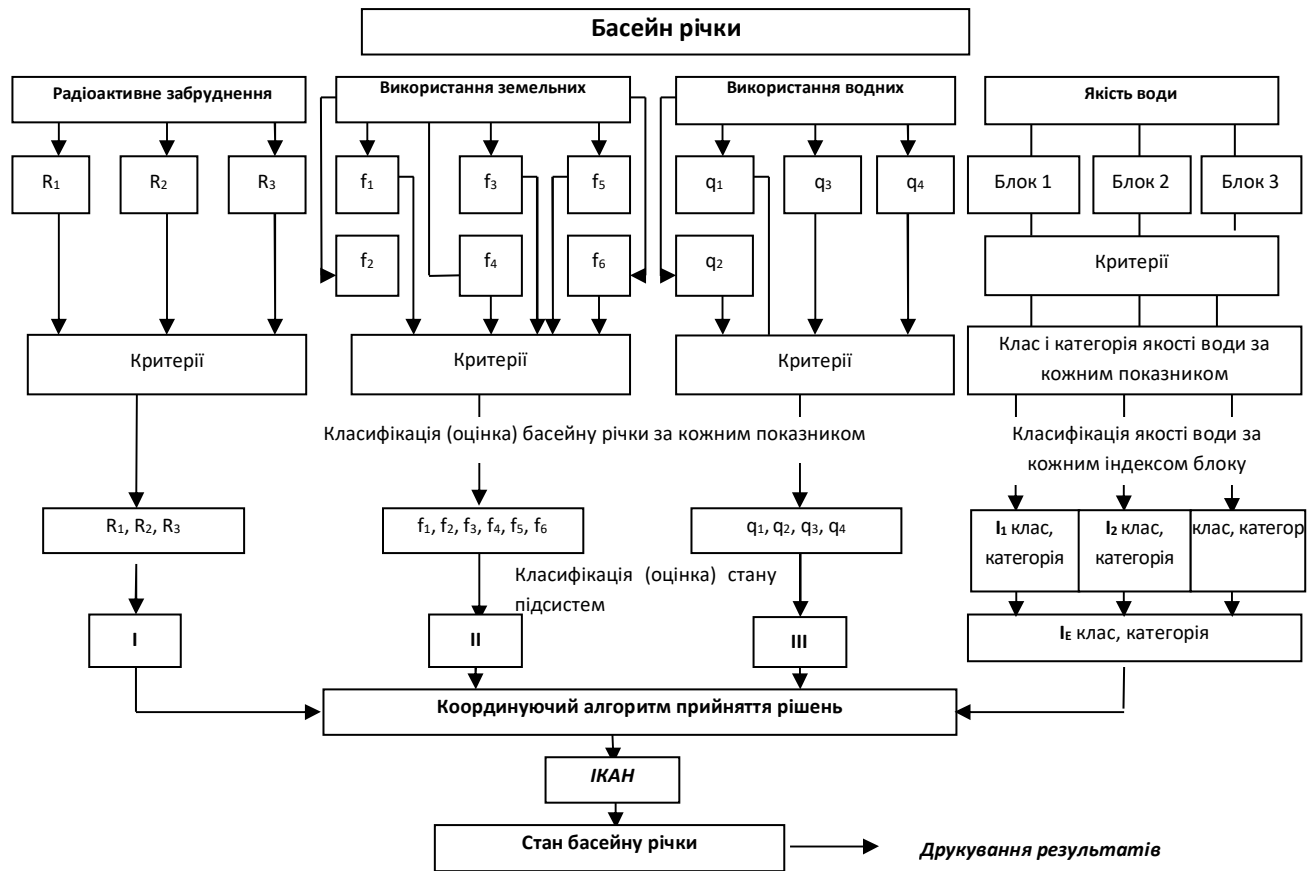 Басейн річки
Радіоактивне забруднення
Використання земельних
Використання водних
Якість води
R₁
R₂
R₃
f₁
f₃
f₅
q₁
q₃
q₄
Блок 1
Блок 2
Блок 3
f₂
f₄
f₆
q₂
Критерії
Критерії
Критерії
Критерії
Клас і категорія якості води за
кожним показником
Класифікація (оцінка) басейну річки за кожним показником
Класифікація якості води за
кожним індексом блоку
R₁, R₂, R₃
f₁, f₂, f₃, f₄, f₅, f₆
q₁, q₂, q₃, q₄
I₁ клас,
категорія
I₂ клас,
категорія
клас, категор
Класифікація (оцінка) стану
підсистем
I
II
III
IE клас, категорія
Координуючий алгоритм прийняття рішень
ІКАН
Стан басейну річки
Друкування результатів